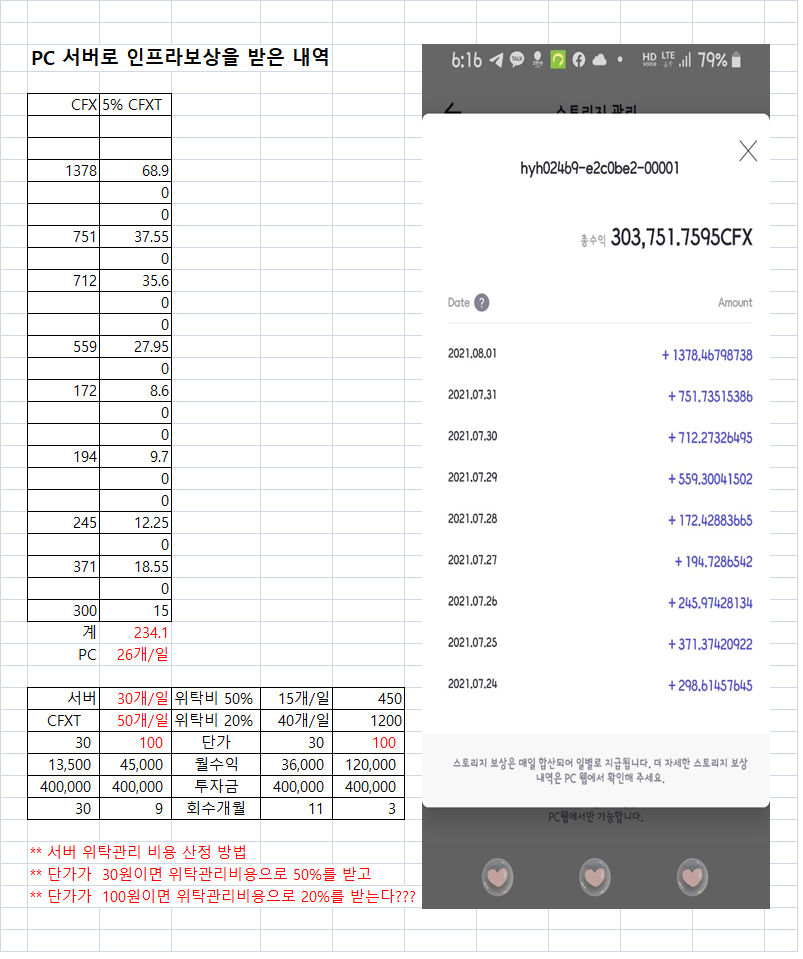 PC 서버로 인프라보상을 받은 내역
CFX 5% CFXT
1378 68.9
0
0
751 37.55
0
712 35.6
0
0
559 27.95
0
172 8.6
0
0
194 9.7
0
0
245 12.25
0
371 18.55
0
300 15
계 234.1
PC 26개/일
서버 30개/일 위탁비 50% 15개/일 450
CFXT 50개/일 위탁비 20% 40개/일 1200
30 100 단가 30 100
13,500 45,000 월수익 36,000 120,000
400,000 400,000 투자금 400,000 400,000
30 9 회수개월 11 3
** 서버 위탁관리 비용 산정 방법
** 단가가 30원이면 위탁관리비용으로 50%를 받고
** 단가가 100원이면 위탁관리비용으로 20%를 받는다???
6:16 TALK HD voice LTE 79%
스토리지 관리
hyh02469-e2c0be2-00001
총수익 303,751.7595CFX
Date ? Amount
2021.08.01 + 1378.46798738
2021.07.31 + 751.73515386
2021.07.30 + 712.27326495
2021.07.29 + 559.30041502
2021.07.28 + 172.42883665
2021.07.27 + 194.7286542
2021.07.26 + 245.97428134
2021.07.25 + 371.37420922
2021.07.24 + 298.61457645
스토리지 보상은 매일 합산되어 일별로 지급됩니다. 더 자세한 스토리지 보상
내역은 PC 웹에서 확인해 주세요.
PC웹에서만 가능합니다.